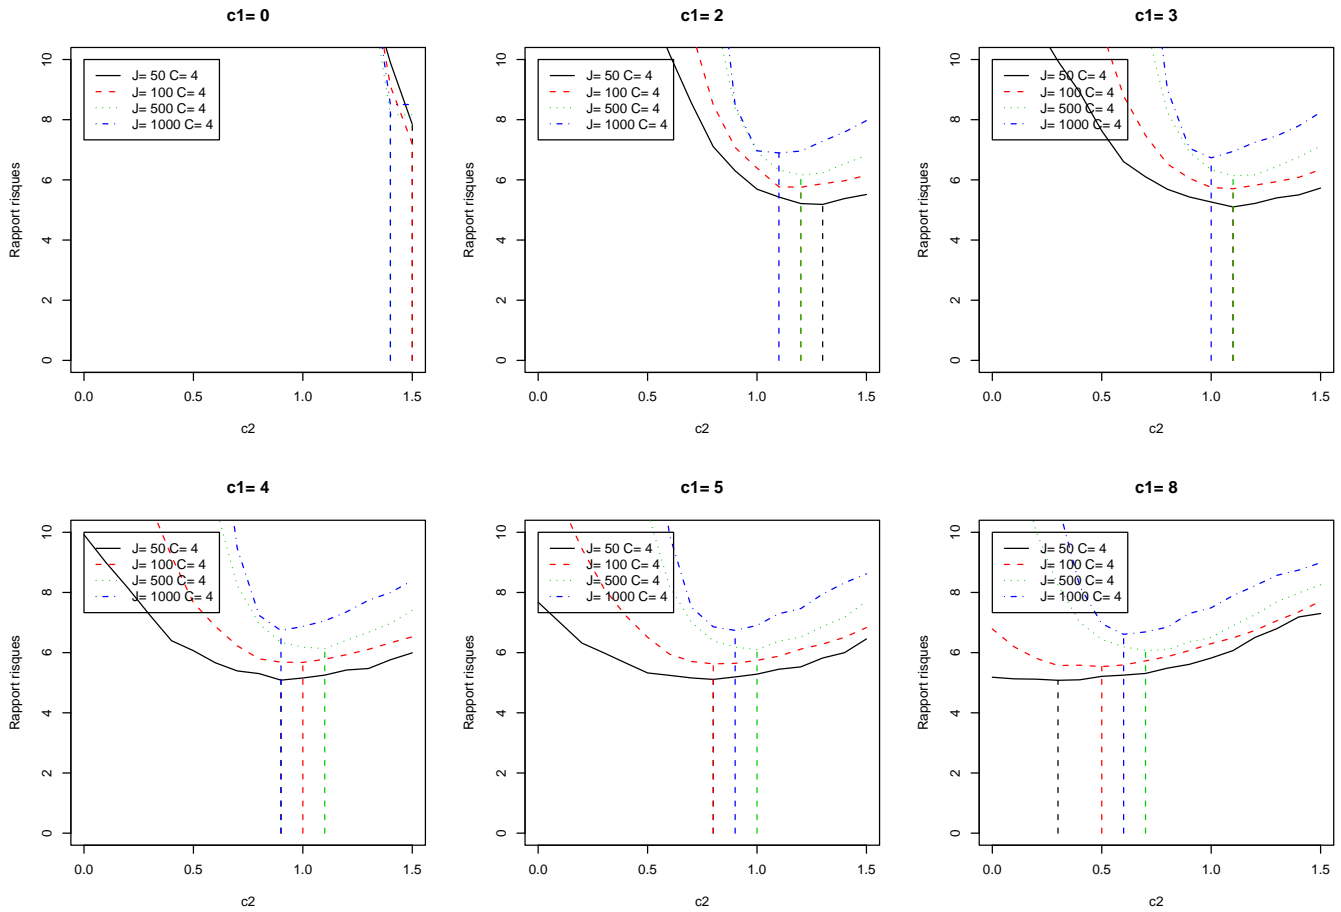 c1= 0
Rapport risques
10
8
6
4
2
0
J= 50 C= 4
J= 100 C= 4
J= 500 C= 4
J= 1000 C= 4
0.0 0.5 1.0 1.5
c2
c1= 2
Rapport risques
10
8
6
4
2
0
J= 50 C= 4
J= 100 C= 4
J= 500 C= 4
J= 1000 C= 4
0.0 0.5 1.0 1.5
c2
c1= 3
Rapport risques
10
8
6
4
2
0
J= 50 C= 4
J= 100 C= 4
J= 500 C= 4
J= 1000 C= 4
0.0 0.5 1.0 1.5
c2
c1= 4
Rapport risques
10
8
6
4
2
0
J= 50 C= 4
J= 100 C= 4
J= 500 C= 4
J= 1000 C= 4
0.0 0.5 1.0 1.5
c2
c1= 5
Rapport risques
10
8
6
4
2
0
J= 50 C= 4
J= 100 C= 4
J= 500 C= 4
J= 1000 C= 4
0.0 0.5 1.0 1.5
c2
c1= 8
Rapport risques
10
8
6
4
2
0
J= 50 C= 4
J= 100 C= 4
J= 500 C= 4
J= 1000 C= 4
0.0 0.5 1.0 1.5
c2